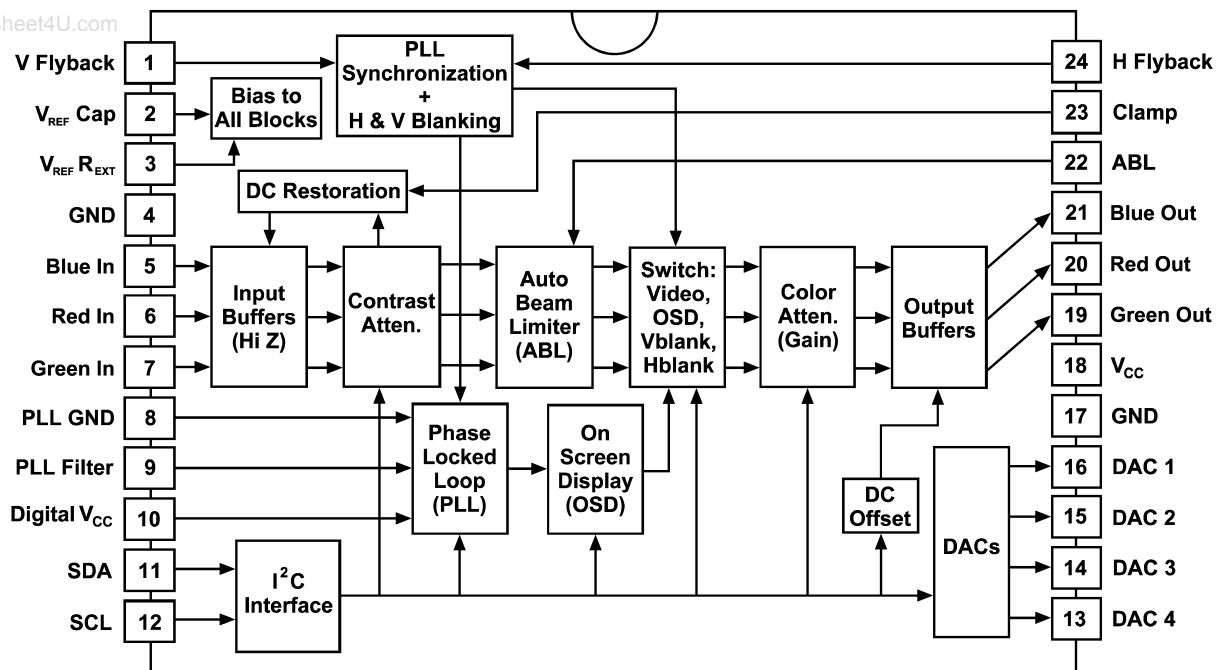 heet4U.com
V Flyback 1
VREF Cap 2
VREF REXT 3
GND 4
Blue In 5
Red In 6
Green In 7
PLL GND 8
PLL Filter 9
Digital VCC 10
SDA 11
SCL 12
PLL
Synchronization
+
H & V Blanking
Bias to
All Blocks
DC Restoration
Input
Buffers
(Hi Z)
Contrast
Atten.
Auto
Beam
Limiter
(ABL)
Switch:
Video,
OSD,
Vblank,
Hblank
Color
Atten.
(Gain)
Output
Buffers
Phase
Locked
Loop
(PLL)
On
Screen
Display
(OSD)
DC
Offset
DACs
I2C
Interface
24 H Flyback
23 Clamp
22 ABL
21 Blue Out
20 Red Out
19 Green Out
18 VCC
17 GND
16 DAC 1
15 DAC 2
14 DAC 3
13 DAC 4